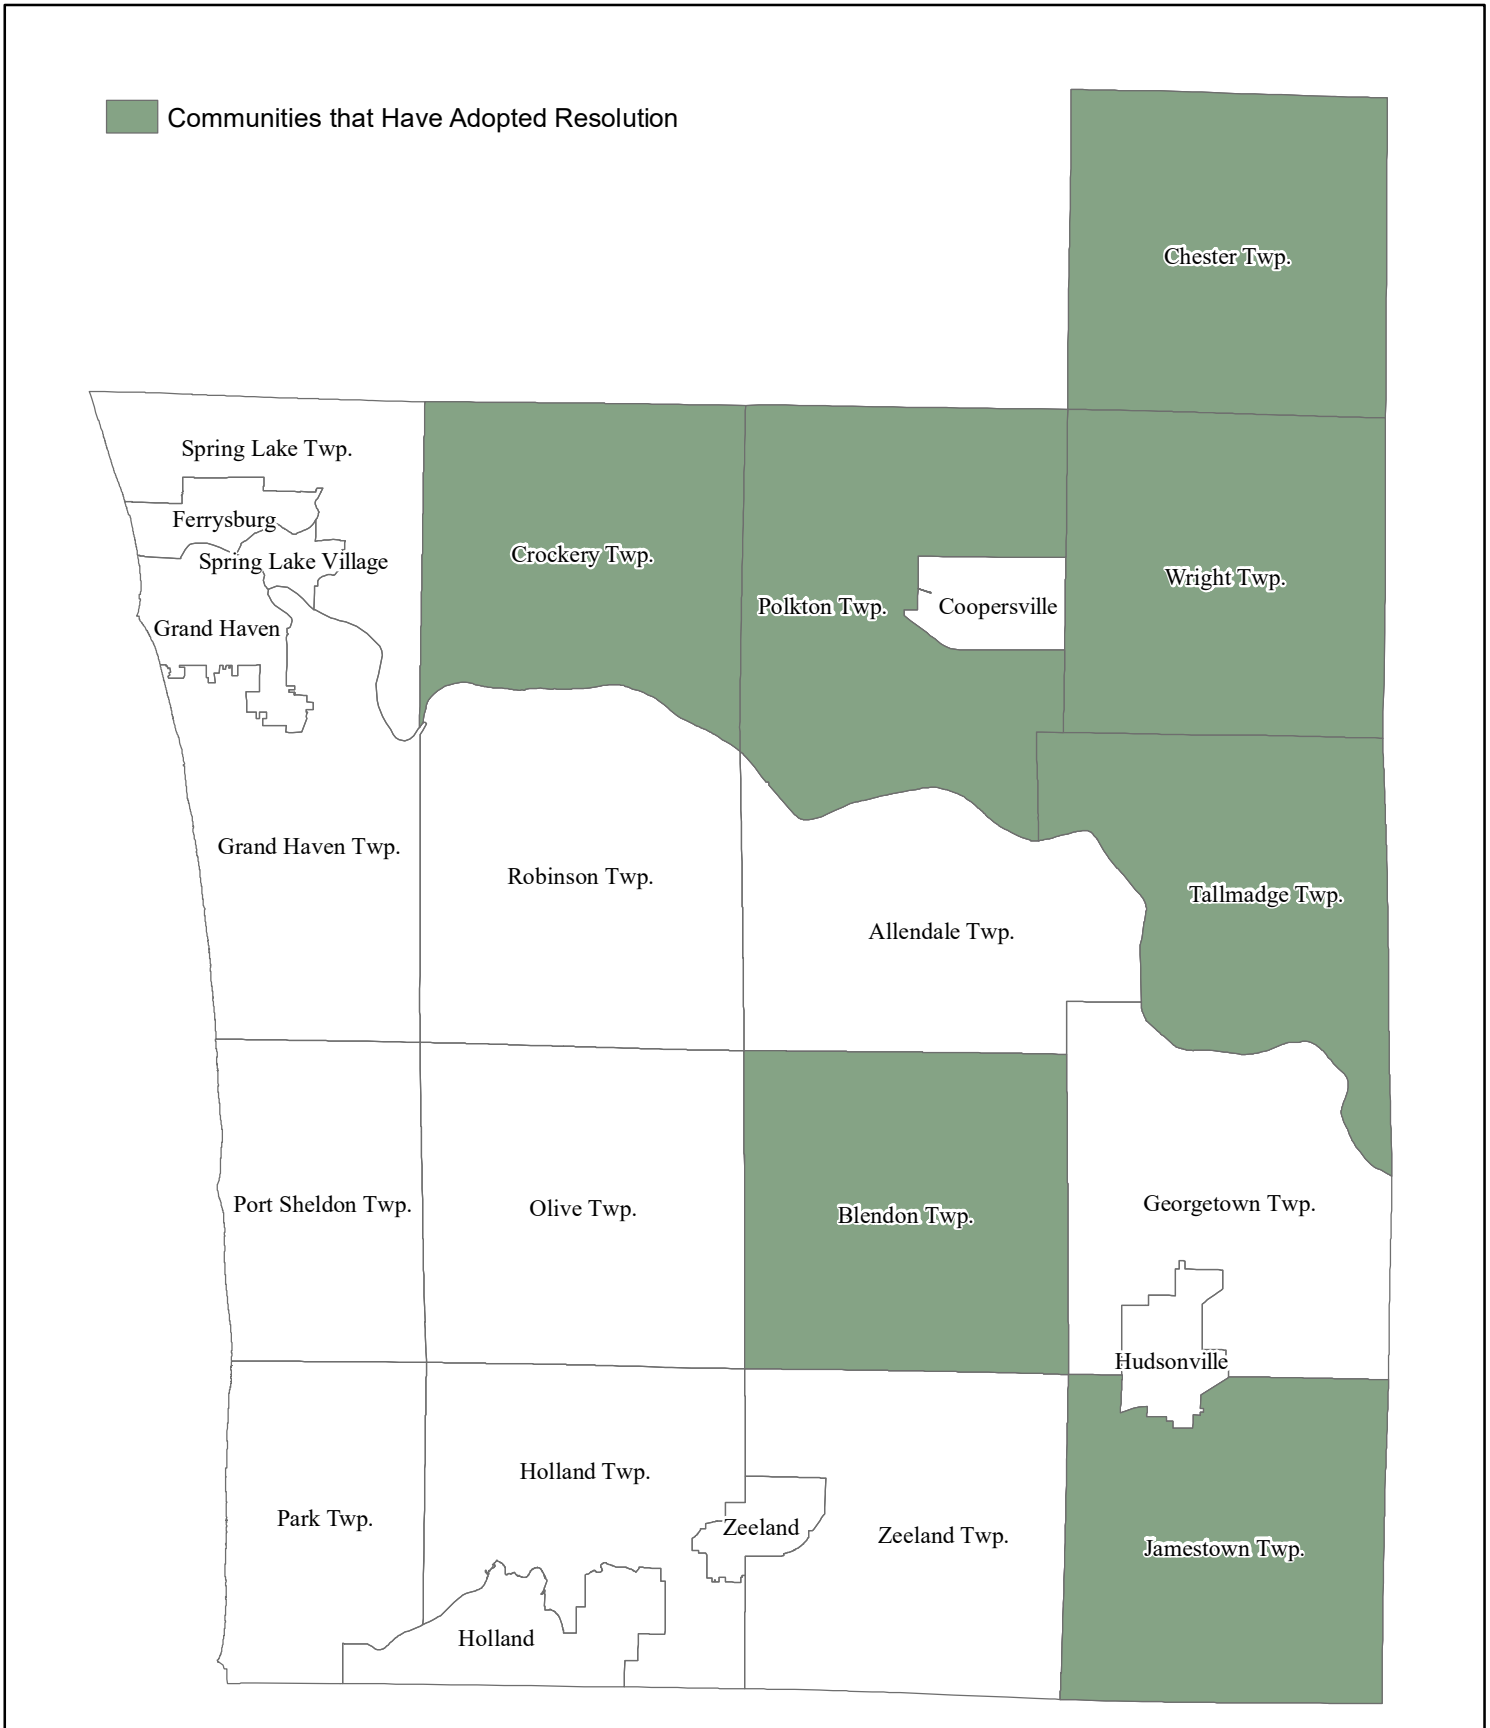 Communities that Have Adopted Resolution
Chester Twp.
Spring Lake Twp.
Ferrysburg
Spring Lake Village
Crockery Twp.
Wright Twp.
Polkton Twp.
Coopersville
Grand Haven
Grand Haven Twp.
Robinson Twp.
Tallmadge Twp.
Allendale Twp.
Port Sheldon Twp.
Olive Twp.
Blendon Twp.
Georgetown Twp.
Hudsonville
Holland Twp.
Park Twp.
Zeeland
Zeeland Twp.
Jamestown Twp.
Holland